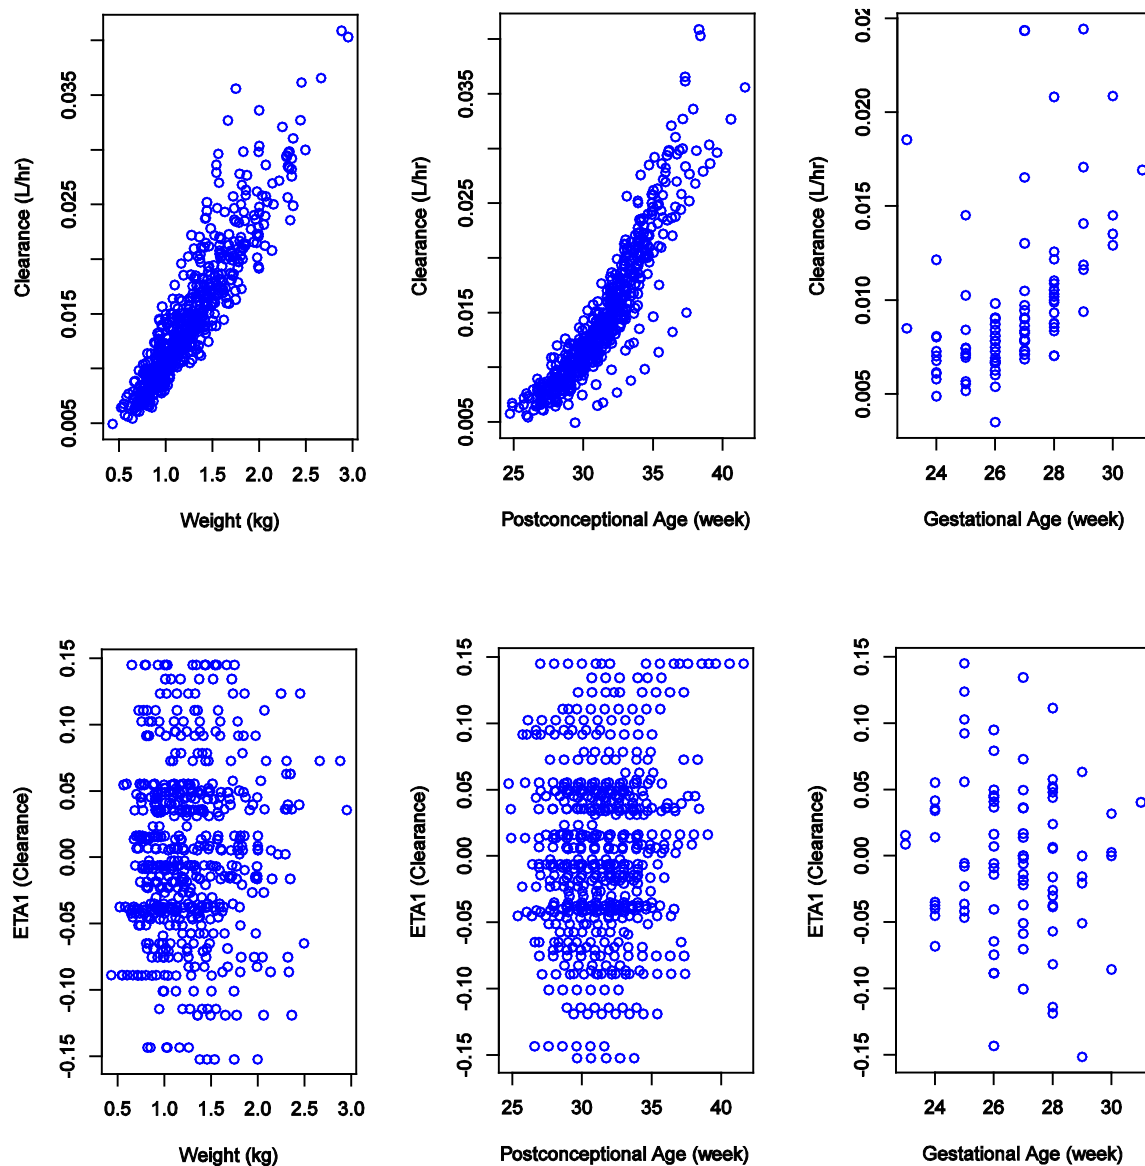 Clearance (L/hr)
0.005 0.015 0.025 0.035
0.5 1.0 1.5 2.0 2.5 3.0
Weight (kg)
Clearance (L/hr)
0.005 0.015 0.025 0.035
25 30 35 40
Postconceptional Age (week)
Clearance (L/hr)
0.005 0.010 0.015 0.020
24 26 28 30
Gestational Age (week)
ETA1 (Clearance)
-0.15 -0.10 -0.05 0.00 0.05 0.10 0.15
0.5 1.0 1.5 2.0 2.5 3.0
Weight (kg)
ETA1 (Clearance)
-0.15 -0.10 -0.05 0.00 0.05 0.10 0.15
25 30 35 40
Postconceptional Age (week)
ETA1 (Clearance)
-0.15 -0.10 -0.05 0.00 0.05 0.10 0.15
24 26 28 30
Gestational Age (week)